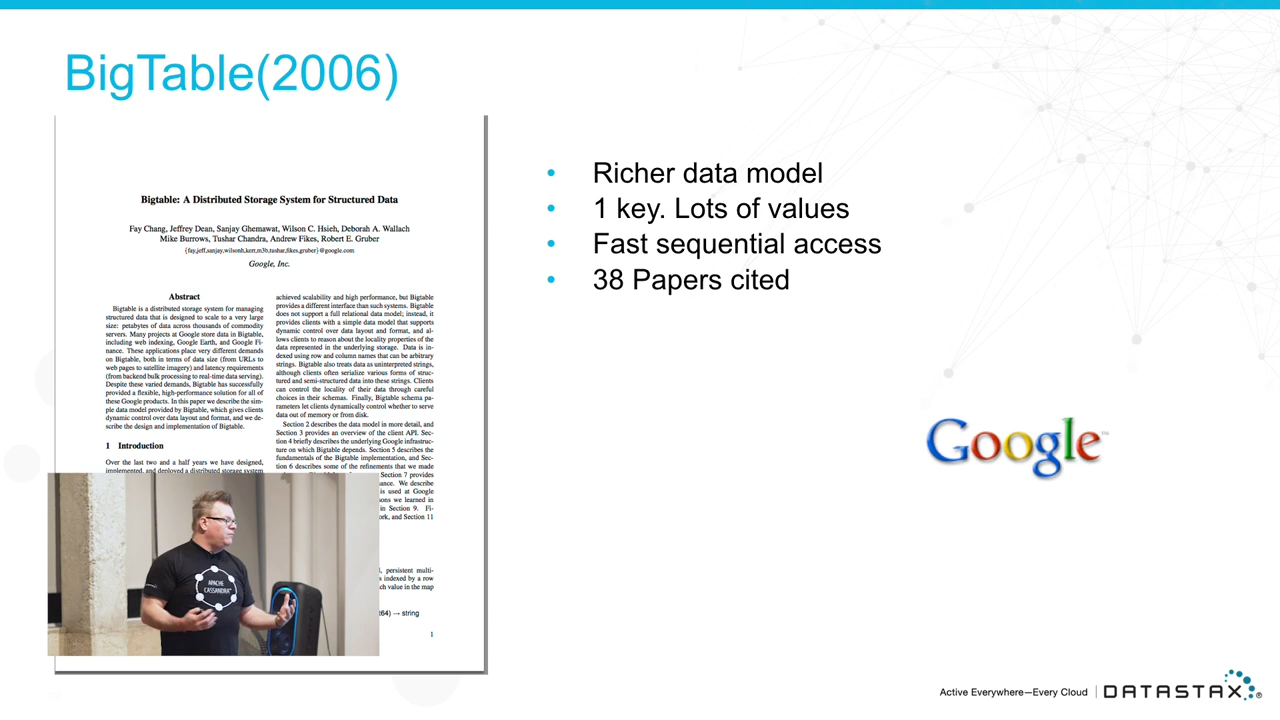 BigTable(2006)
Bigtable: A Distributed Storage System for Structured Data
Fay Chang, Jeffrey Dean, Sanjay Ghemawat, Wilson C. Hsieh, Deborah A. Wallach
Mike Burrows, Tushar Chandra, Andrew Fikes, Robert E. Gruber
{fay,jeff,sanjay,wilsonh,kerr,m3b,tushar,fikes,gruber}@google.com
Google, Inc.
Abstract
Bigtable is a distributed storage system for managing
structured data that is designed to scale to a very large
size: petabytes of data across thousands of commodity
servers. Many projects at Google store data in Bigtable,
including web indexing, Google Earth, and Google Fi-
nance. These applications place very different demands
on Bigtable, both in terms of data size (from URLs to
web pages to satellite imagery) and latency requirements
(from backend bulk processing to real-time data serving).
Despite these varied demands, Bigtable has successfully
provided a flexible, high-performance solution for all of
these Google products. In this paper we describe the sim-
ple data model provided by Bigtable, which gives clients
dynamic control over data layout and format, and we de-
scribe the design and implementation of Bigtable.
1 Introduction
Over the last two and a half years we have designed,
implemented, and deployed a distributed storage system
achieved scalability and high performance, but Bigtable
provides a different interface than such systems. Bigtable
does not support a full relational data model; instead, it
provides clients with a simple data model that supports
dynamic control over data layout and format, and al-
lows clients to reason about the locality properties of the
data represented in the underlying storage. Data is in-
dexed using row and column names that can be arbitrary
strings. Bigtable also treats data as uninterpreted strings,
although clients often serialize various forms of struc-
tured and semi-structured data into these strings. Clients
can control the locality of their data through careful
choices in their schemas. Finally, Bigtable schema pa-
rameters let clients dynamically control whether to serve
data out of memory or from disk.
Section 2 describes the data model in more detail, and
Section 3 provides an overview of the client API. Sec-
tion 4 briefly describes the underlying Google infrastruc-
ture on which Bigtable depends. Section 5 describes the
fundamentals of the Bigtable implementation, and Sec-
tion 6 describes some of the refinements that we made
Section 7 provides
ance. We describe
is used at Google
ons we learned in
in Section 9. Fi-
ork, and Section 11
, persistent multi-
s indexed by a row
ch value in the map
t64) → string
1
APACHE
CASSANDRA
• Richer data model
• 1 key. Lots of values
• Fast sequential access
• 38 Papers cited
Google™
Active Everywhere—Every Cloud | DATASTAX®